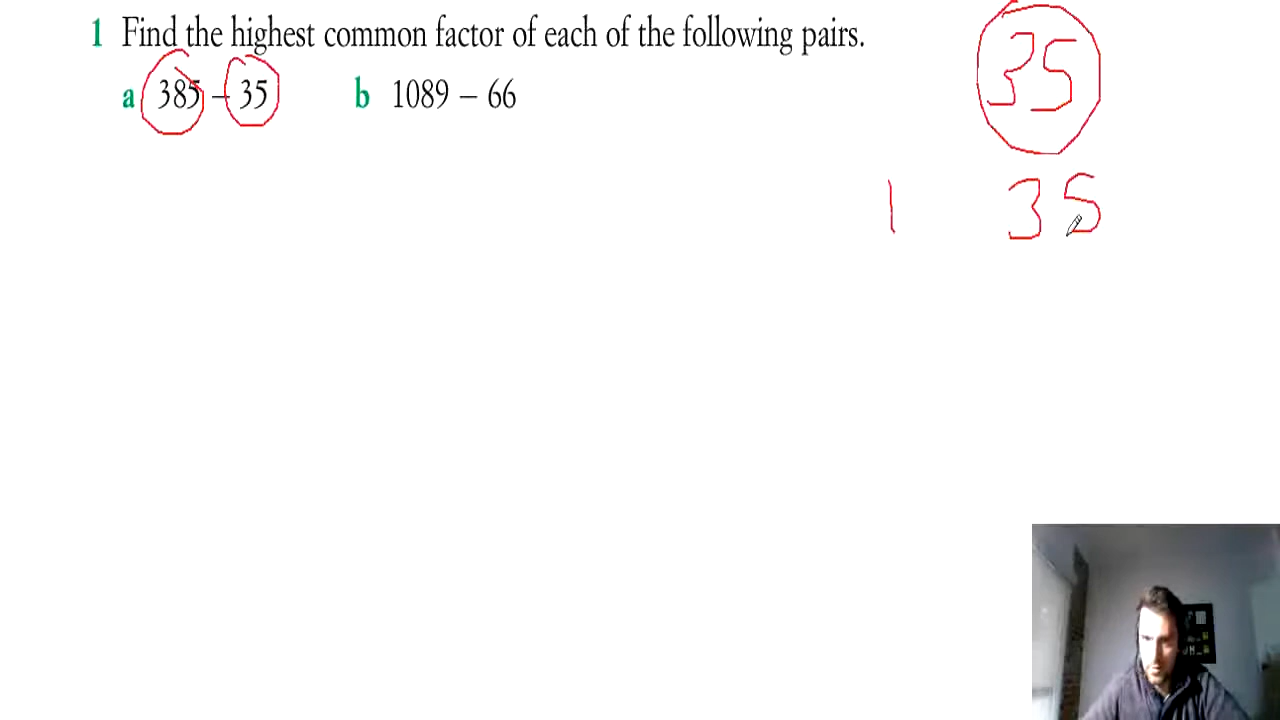 1 Find the highest common factor of each of the following pairs.
35
a 385 – 35 b 1089 – 66
1 35